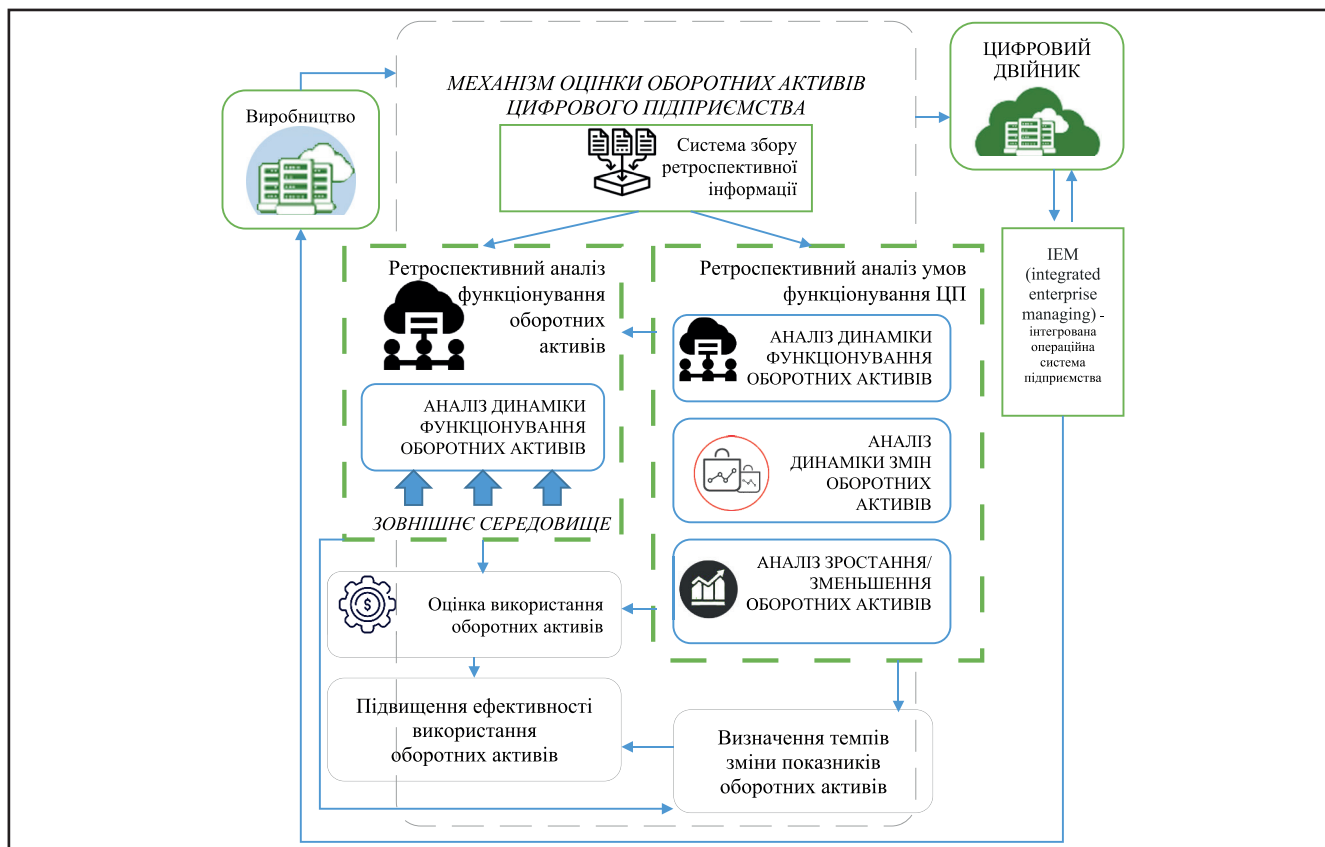 МЕХАНІЗМ ОЦІНКИ ОБОРОТНИХ АКТИВІВ
ЦИФРОВОГО ПІДПРИЄМСТВА
Виробництво
ЦИФРОВИЙ
ДВІЙНИК
Система збору
ретроспективної
інформації
Ретроспективний аналіз
функціонування
оборотних
активів
АНАЛІЗ ДИНАМІКИ
ФУНКЦІОНУВАННЯ
ОБОРОТНИХ АКТИВІВ
ЗОВНІШНЄ СЕРЕДОВИЩЕ
Ретроспективний аналіз умов
функціонування ЦП
АНАЛІЗ ДИНАМІКИ
ФУНКЦІОНУВАННЯ
ОБОРОТНИХ АКТИВІВ
АНАЛІЗ
ДИНАМІКИ ЗМІН
ОБОРОТНИХ
АКТИВІВ
АНАЛІЗ ЗРОСТАННЯ/
ЗМЕНЬШЕННЯ
ОБОРОТНИХ АКТИВІВ
IEM
(integrated
enterprise
managing) -
інтегрована
операційна
система
підприємства
$
Оцінка використання
оборотних активів
Підвищення ефективності
використання
оборотних активів
Визначення темпів
зміни показників
оборотних активів